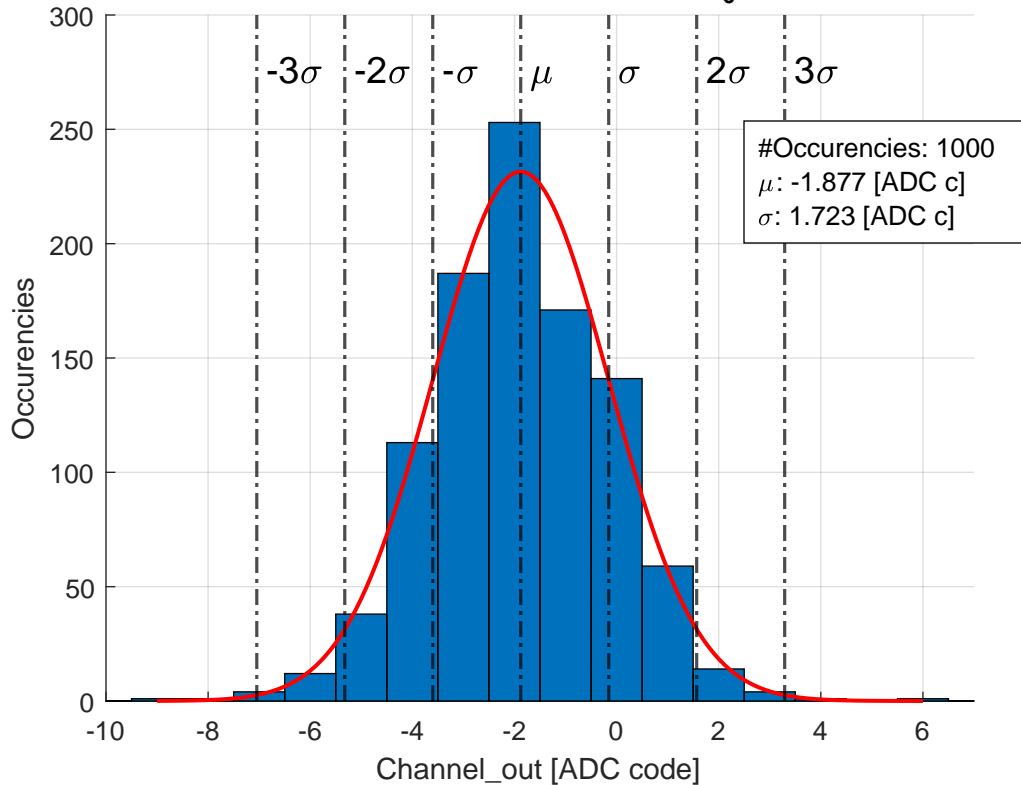 300
250
200
150
100
50
0
Occurencies
-3σ -2σ -σ μ σ 2σ 3σ
#Occurencies: 1000
μ: -1.877 [ADC c]
σ: 1.723 [ADC c]
-10 -8 -6 -4 -2 0 2 4 6
Channel_out [ADC code]